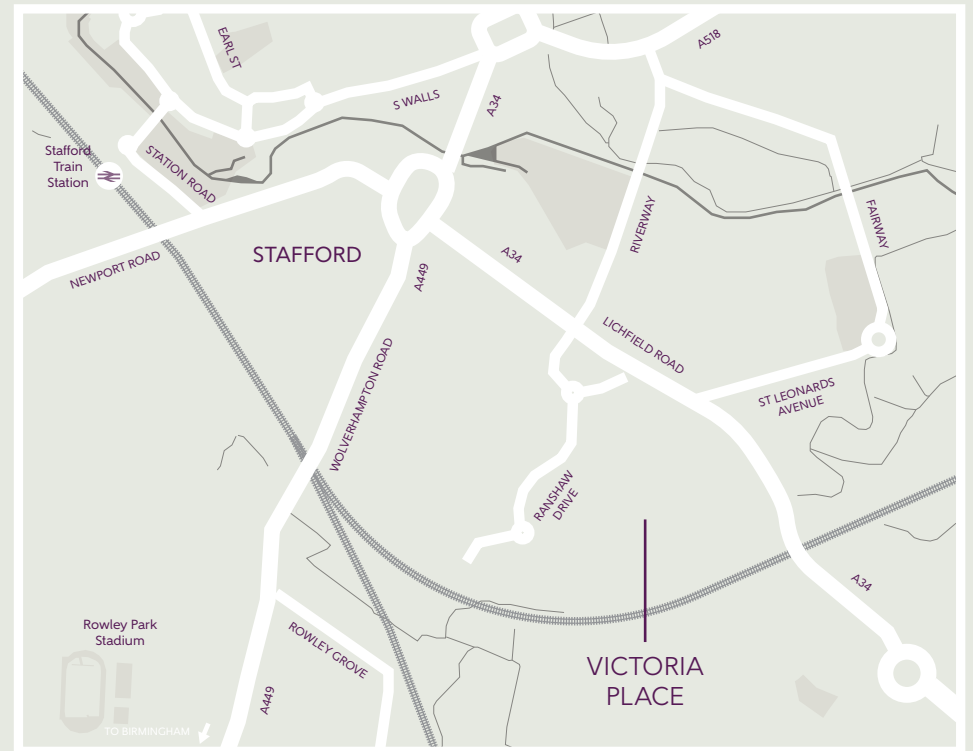 EARL ST
A518
S WALLS
A34
Stafford
Train
Station
STATION ROAD
RIVERWAY
FAIRWAY
STAFFORD
A34
NEWPORT ROAD
A449
LICHFIELD ROAD
WOLVERHAMPTON ROAD
ST LEONARDS
AVENUE
RANSHAW
DRIVE
A34
Rowley Park
Stadium
ROWLEY GROVE
VICTORIA
PLACE
A449
TO BIRMINGHAM